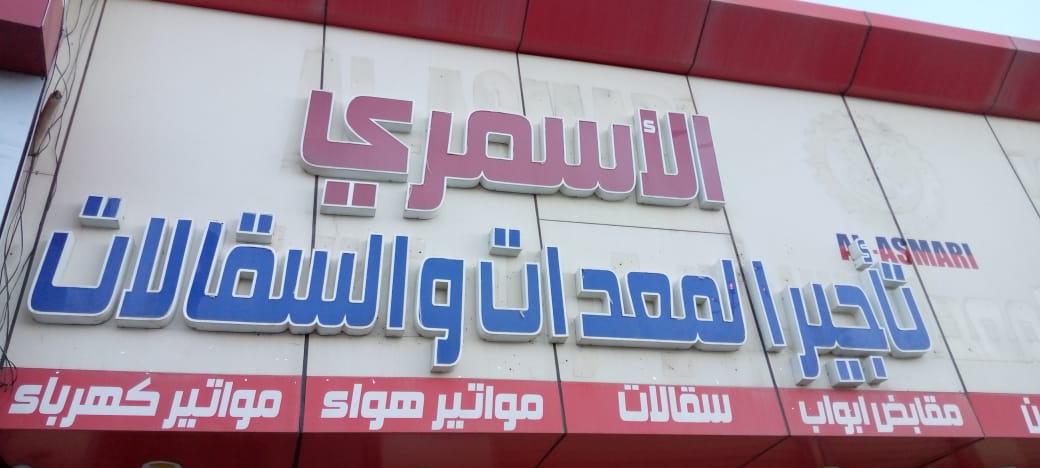 الأسمري
AL-ASMARI
تأجير المعدات والسقالات
مقابض ابواب سقالات مواتير هواء مواتير كهرباء